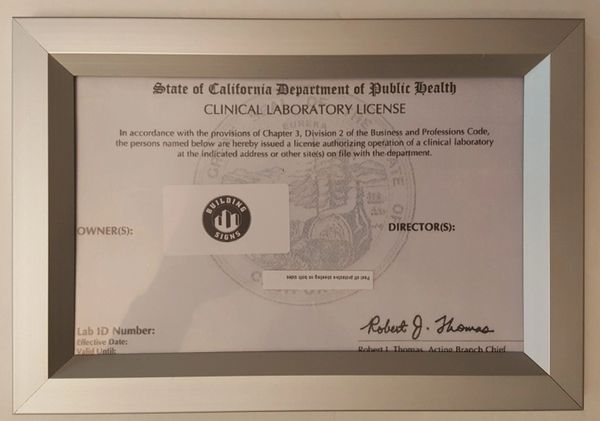 State of California Department of Public Health
CLINICAL LABORATORY LICENSE
EUREKA
In accordance with the provisions of Chapter 3, Division 2 of the Business and Professions Code,
the persons named below are hereby issued a license authorizing operation of a clinical laboratory
at the indicated address or other site(s) on file with the department.
BUILDING
SIGNS
OWNER(S):
DIRECTOR(S):
Peel off protective sheeting on both sides
Lab ID Number:
Effective Date:
Valid Until:
Robert J. Thomas
Robert J. Thomas, Acting Branch Chief